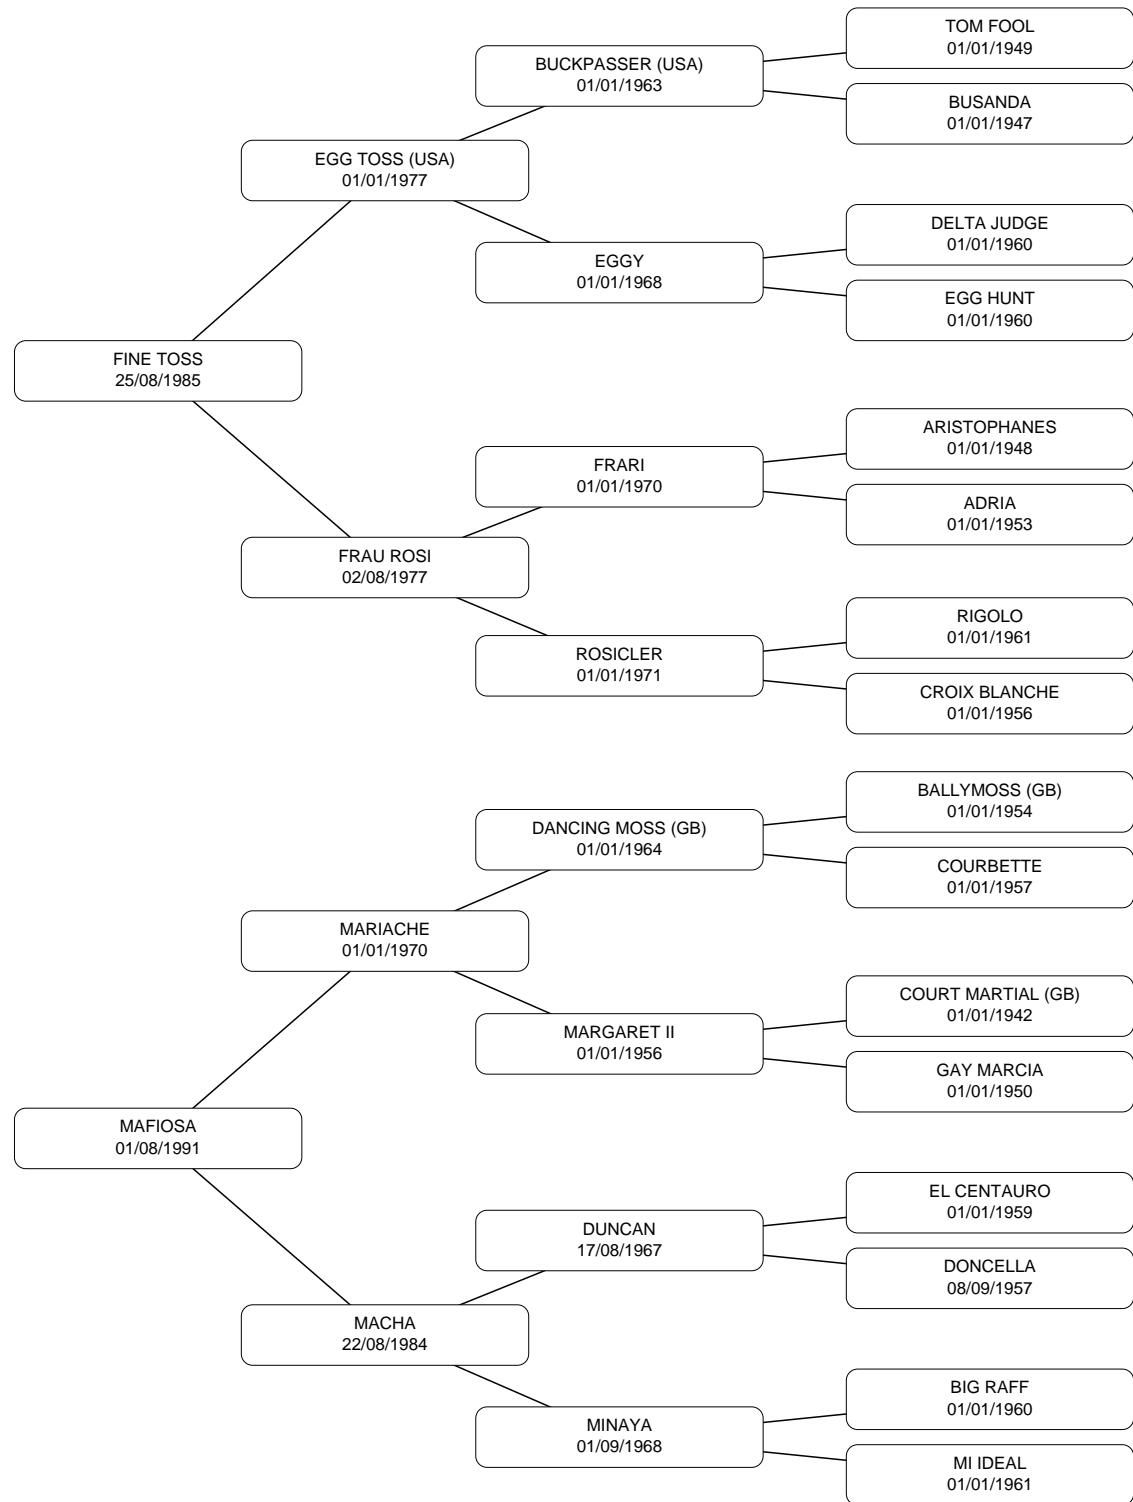 TOM FOOL
01/01/1949
BUCKPASSER (USA)
01/01/1963
BUSANDA
01/01/1947
EGG TOSS (USA)
01/01/1977
DELTA JUDGE
01/01/1960
EGGY
01/01/1968
EGG HUNT
01/01/1960
FINE TOSS
25/08/1985
ARISTOPHANES
01/01/1948
FRARI
01/01/1970
ADRIA
01/01/1953
FRAU ROSI
02/08/1977
RIGOLO
01/01/1961
ROSICLER
01/01/1971
CROIX BLANCHE
01/01/1956
BALLYMOSS (GB)
01/01/1954
DANCING MOSS (GB)
01/01/1964
COURBETTE
01/01/1957
MARIACHE
01/01/1970
COURT MARTIAL (GB)
01/01/1942
MARGARET II
01/01/1956
GAY MARCIA
01/01/1950
MAFIOSA
01/08/1991
EL CENTAURO
01/01/1959
DUNCAN
17/08/1967
DONCELLA
08/09/1957
MACHA
22/08/1984
BIG RAFF
01/01/1960
MINAYA
01/09/1968
MI IDEAL
01/01/1961